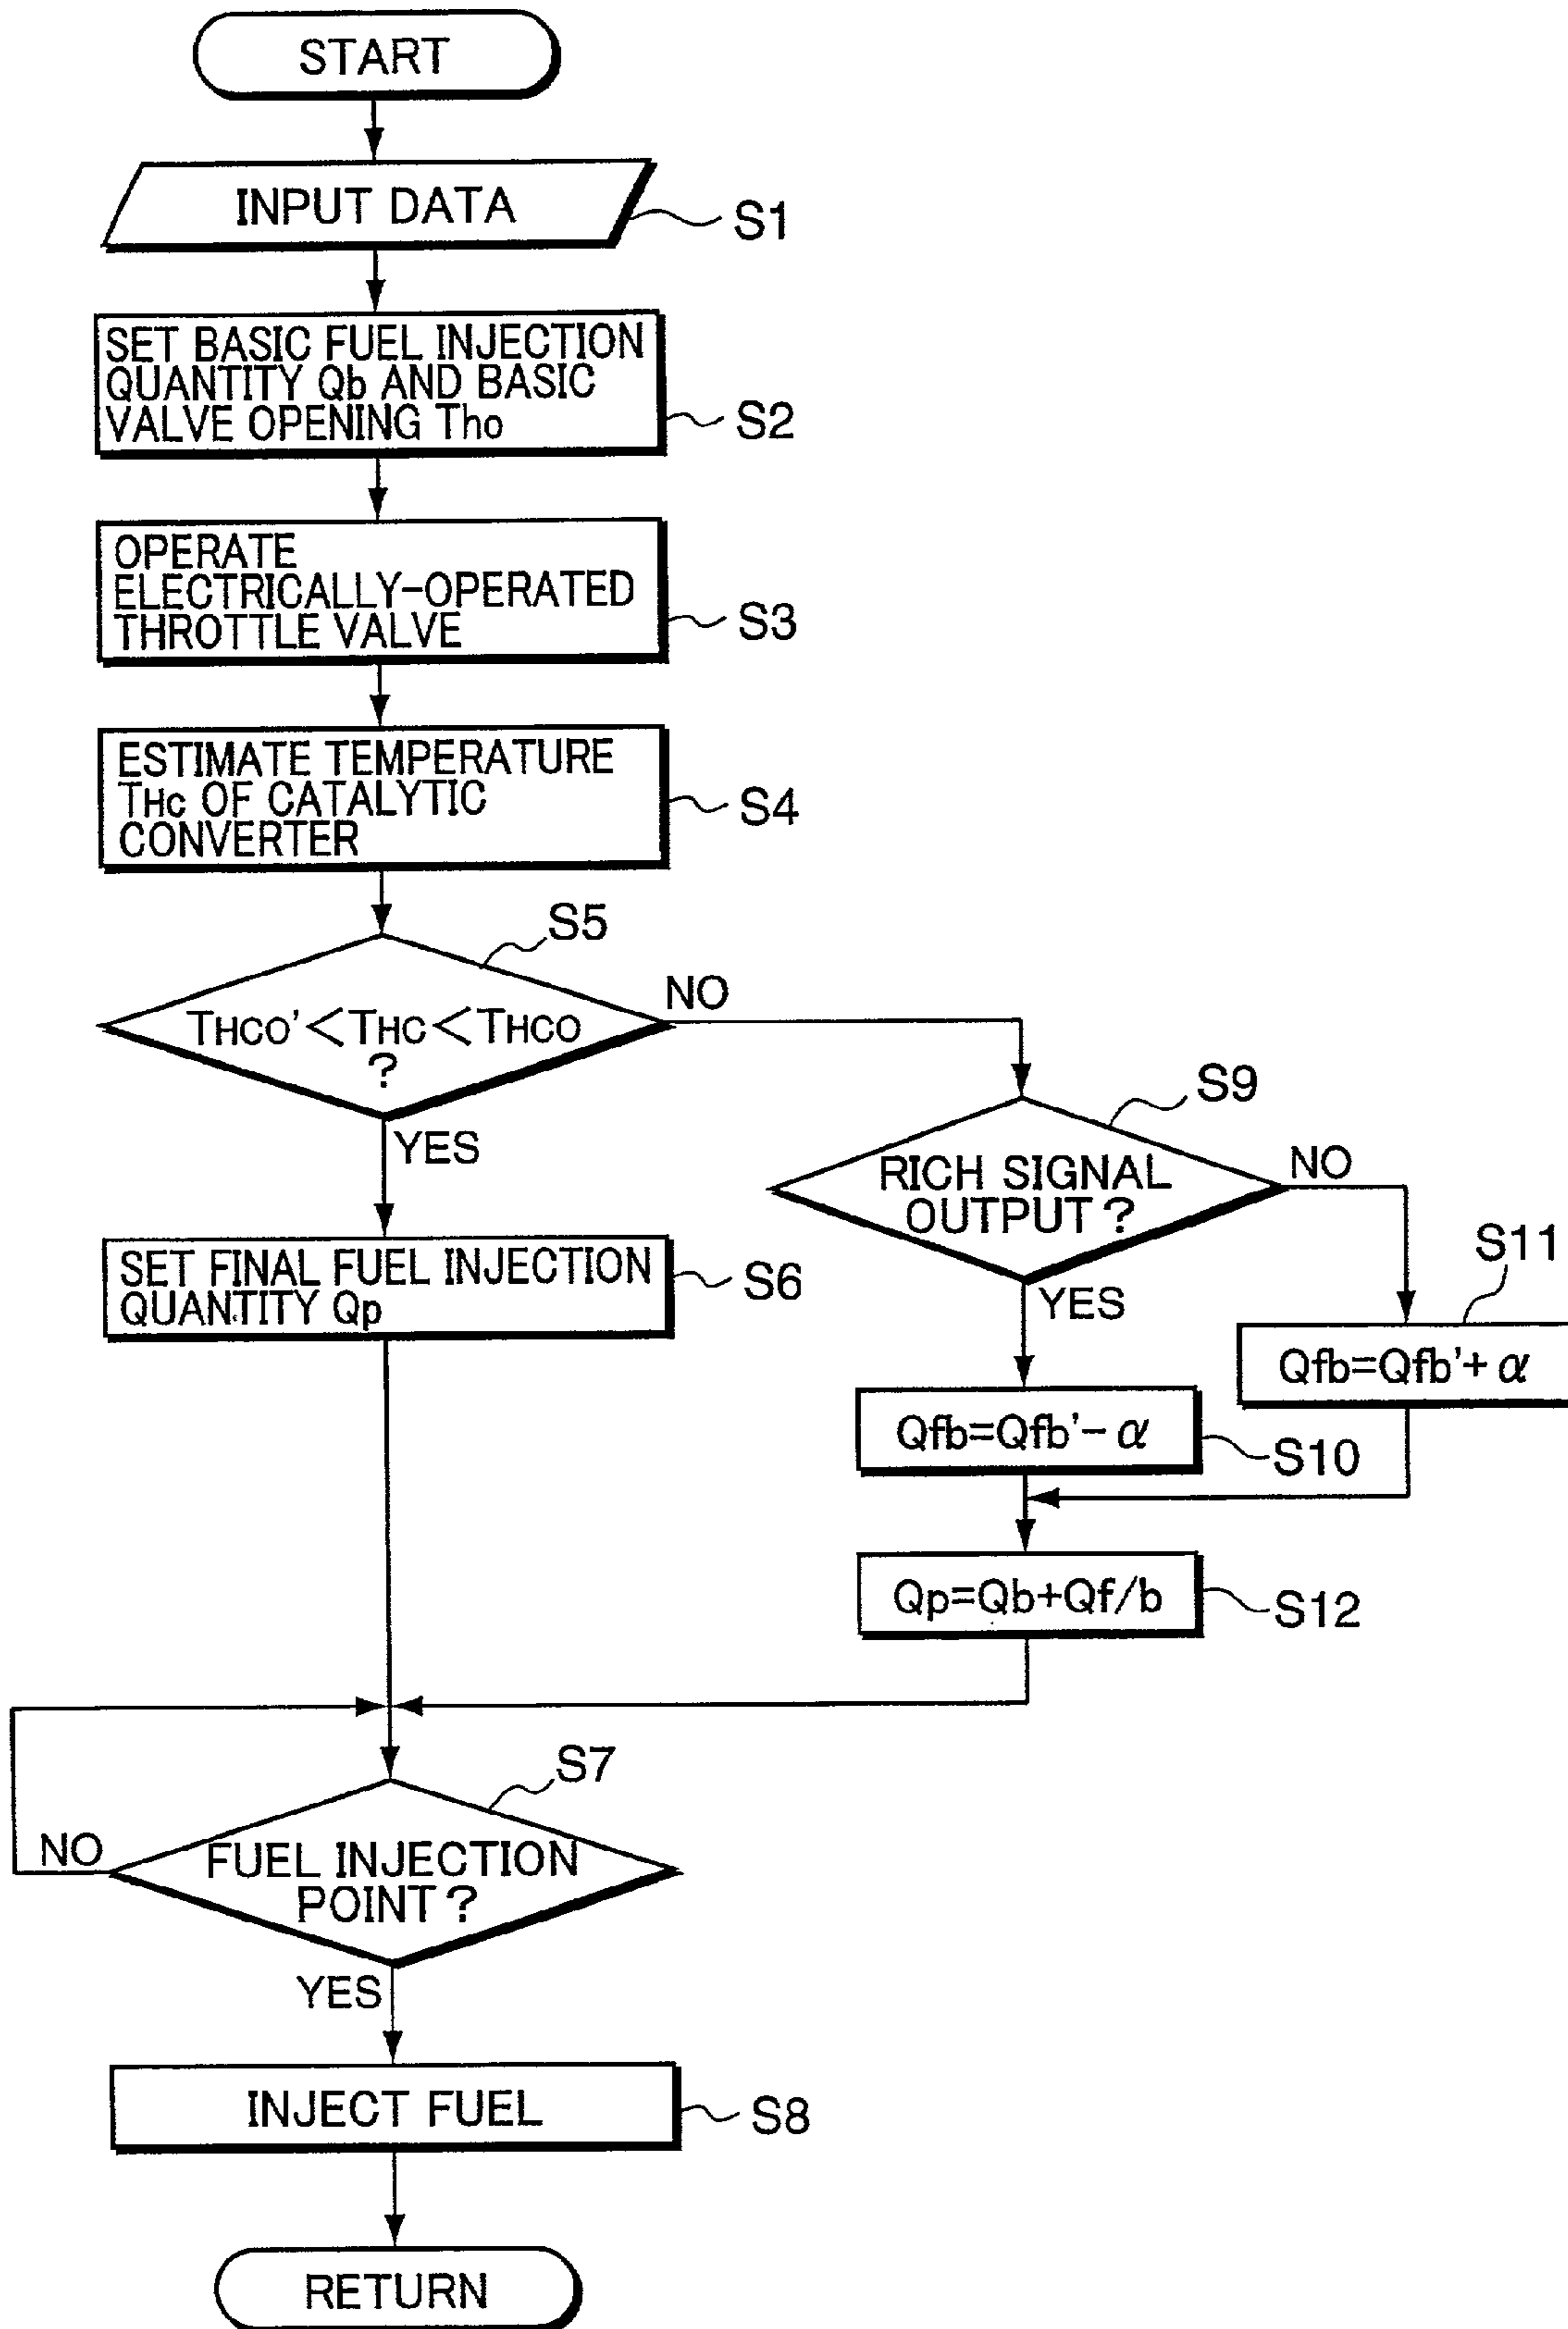 START
INPUT DATA
S1
SET BASIC FUEL INJECTION
QUANTITY Qb AND BASIC
VALVE OPENING Tho
S2
OPERATE
ELECTRICALLY-OPERATED
THROTTLE VALVE
S3
ESTIMATE TEMPERATURE
THc OF CATALYTIC
CONVERTER
S4
S5
THCO'<THC<THCO
?
NO
YES
S9
RICH SIGNAL
OUTPUT?
NO
YES
SET FINAL FUEL INJECTION
QUANTITY Qp
S6
S11
Qfb=Qfb'+α
Qfb=Qfb'-α
S10
Qp=Qb+Qf/b
S12
S7
FUEL INJECTION
POINT?
NO
YES
INJECT FUEL
S8
RETURN